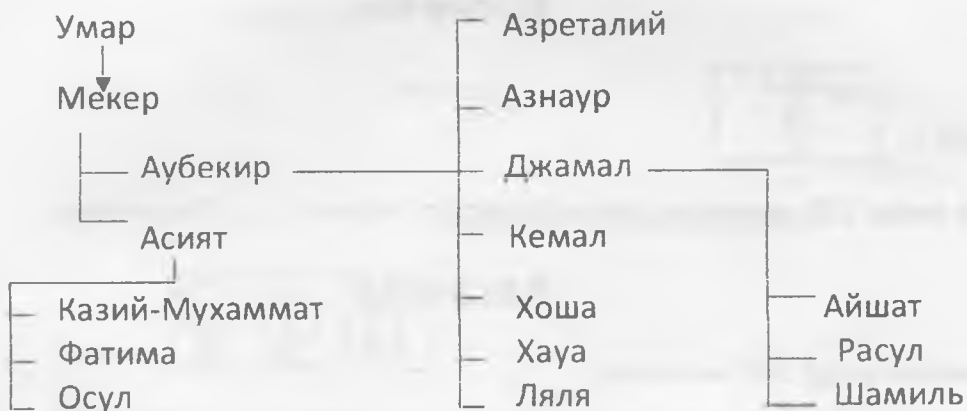 Умар
Мекер
Аубекир
Асият
Казий-Мухаммат
Фатима
Осул
Азреталий
Азнаур
Джамал
Кемал
Хоша
Хауа
Ляля
Айшат
Расул
Шамиль